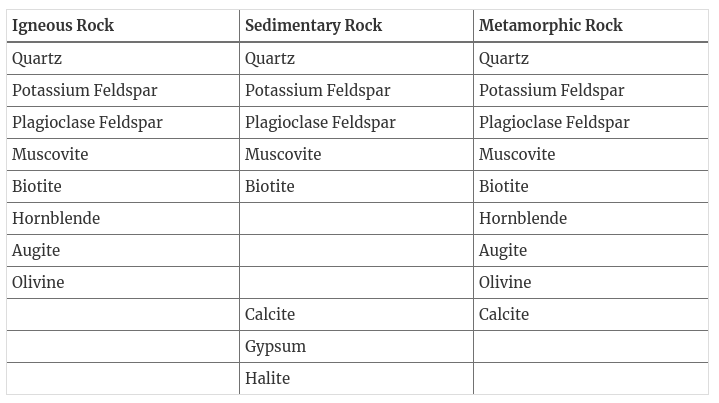 Igneous Rock Sedimentary Rock Metamorphic Rock
Quartz Quartz Quartz
Potassium Feldspar Potassium Feldspar Potassium Feldspar
Plagioclase Feldspar Plagioclase Feldspar Plagioclase Feldspar
Muscovite Muscovite Muscovite
Biotite Biotite Biotite
Hornblende Hornblende
Augite Augite
Olivine Olivine
Calcite Calcite
Gypsum
Halite